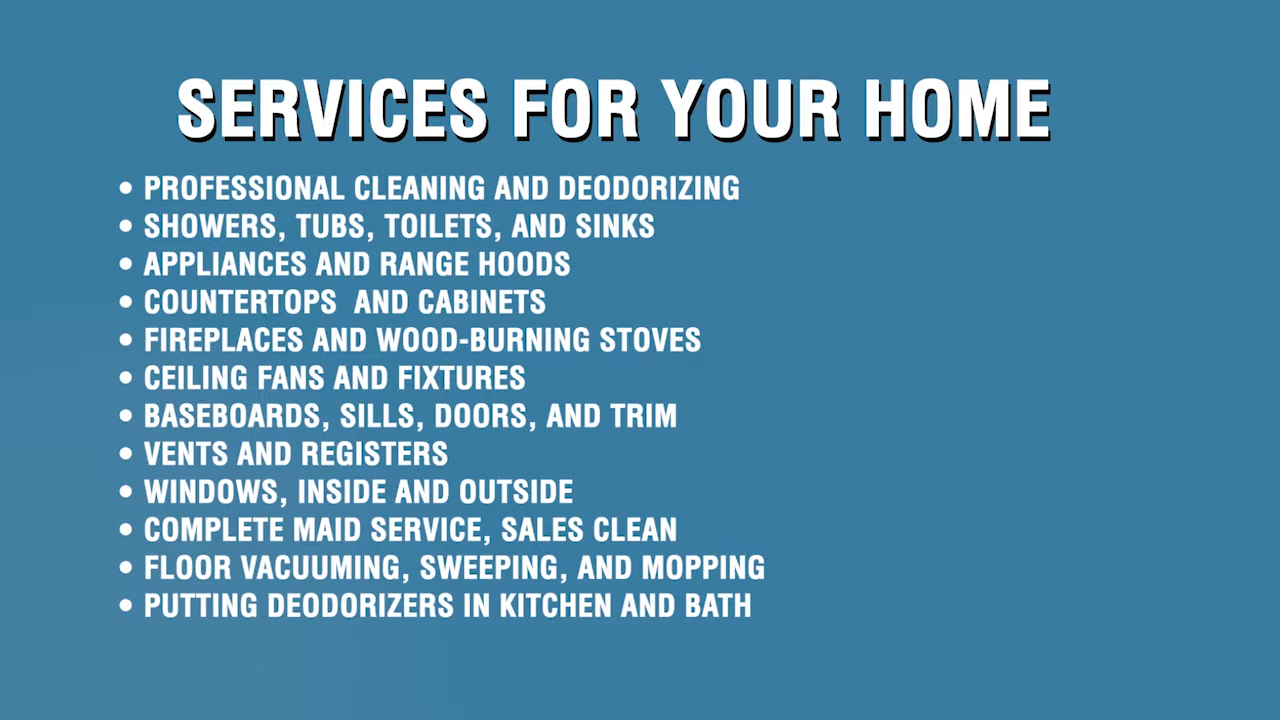 SERVICES FOR YOUR HOME
• PROFESSIONAL CLEANING AND DEODORIZING
• SHOWERS, TUBS, TOILETS, AND SINKS
• APPLIANCES AND RANGE HOODS
• COUNTERTOPS  AND CABINETS
• FIREPLACES AND WOOD-BURNING STOVES
• CEILING FANS AND FIXTURES
• BASEBOARDS, SILLS, DOORS, AND TRIM
• VENTS AND REGISTERS
• WINDOWS, INSIDE AND OUTSIDE
• COMPLETE MAID SERVICE, SALES CLEAN
• FLOOR VACUUMING, SWEEPING, AND MOPPING
• PUTTING DEODORIZERS IN KITCHEN AND BATH